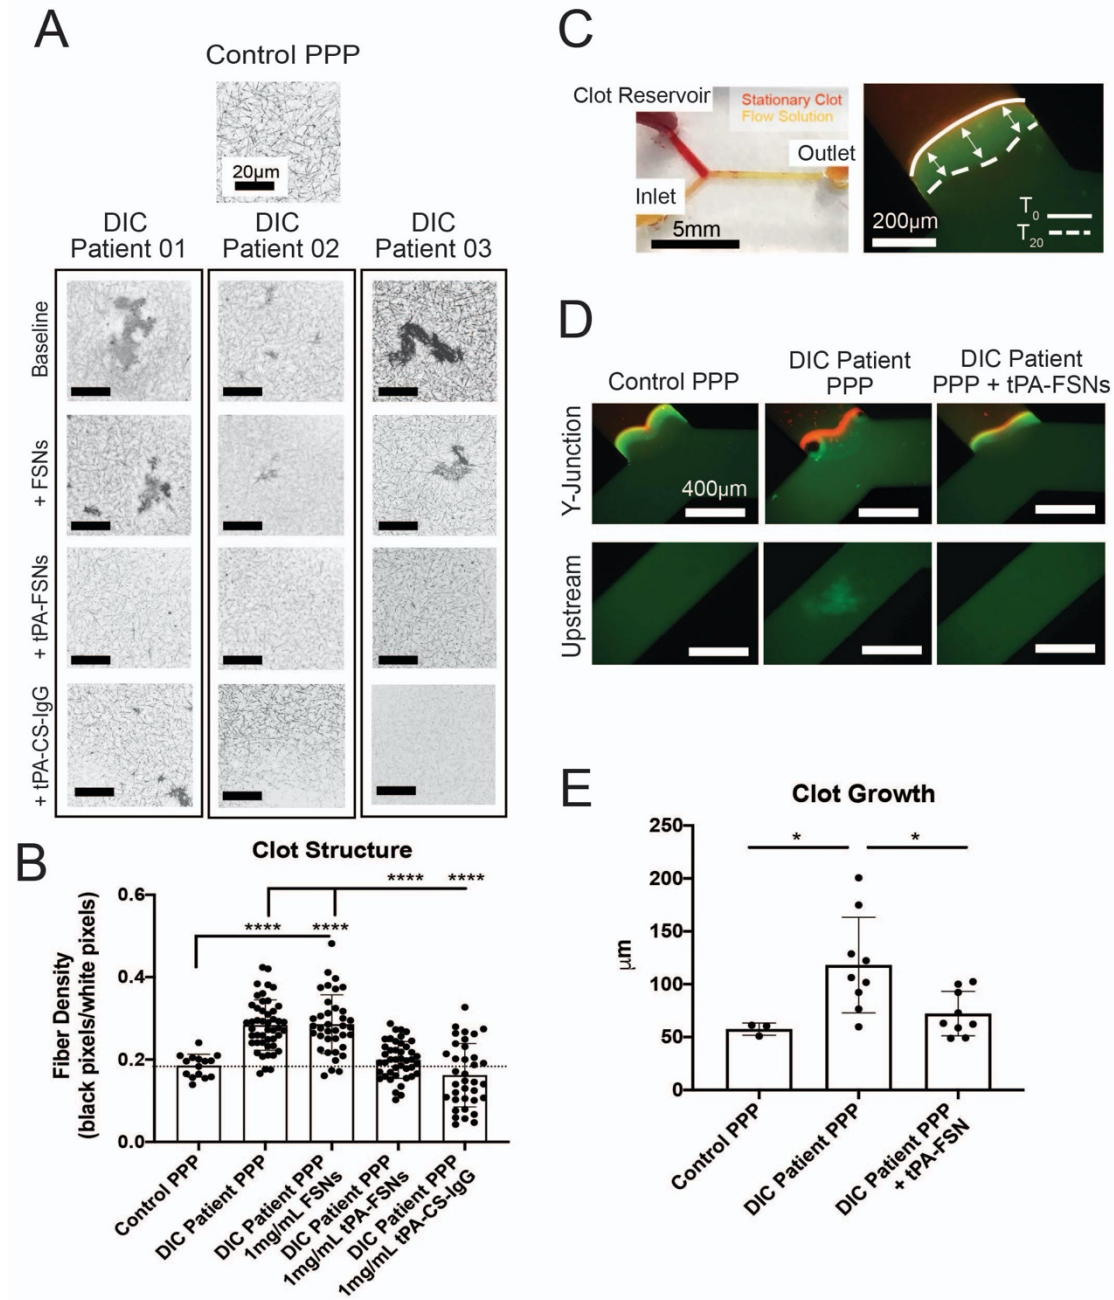 A
Control PPP
20µm
DIC
Patient 01
DIC
Patient 02
DIC
Patient 03
Baseline
+ FSNs
+ tPA-FSNs
+ tPA-CS-IgG
B
Clot Structure
Fiber Density
(black pixels/white pixels)
0.6
0.4
0.2
0.0
**** ****
**** ****
Control PPP
DIC Patient PPP
DIC Patient PPP
1mg/mL FSNs
DIC Patient PPP
1mg/mL tPA-FSNs
DIC Patient PPP
1mg/mL tPA-CS-IgG
C
Clot Reservoir
Stationary Clot
Flow Solution
Outlet
Inlet
5mm
200µm
T0
T20
D
Control PPP
DIC Patient
PPP
DIC Patient
PPP + tPA-FSNs
Y-Junction
400µm
Upstream
E
Clot Growth
µm
250
200
150
100
50
0
* *
Control PPP
DIC Patient PPP
DIC Patient PPP
+ tPA-FSN